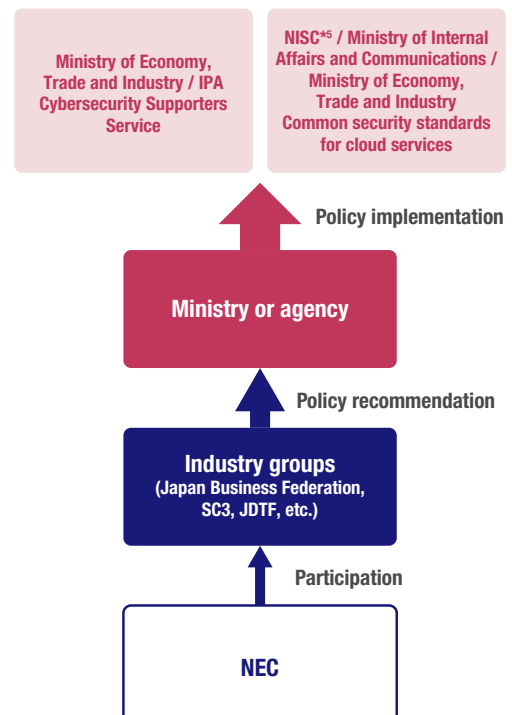 Ministry of Economy,
Trade and Industry / IPA
Cybersecurity Supporters
Service
NISC*5 / Ministry of Internal
Affairs and Communications /
Ministry of Economy,
Trade and Industry
Common security standards
for cloud services
Policy implementation
Ministry or agency
Policy recommendation
Industry groups
(Japan Business Federation,
SC3, JDTF, etc.)
Participation
NEC